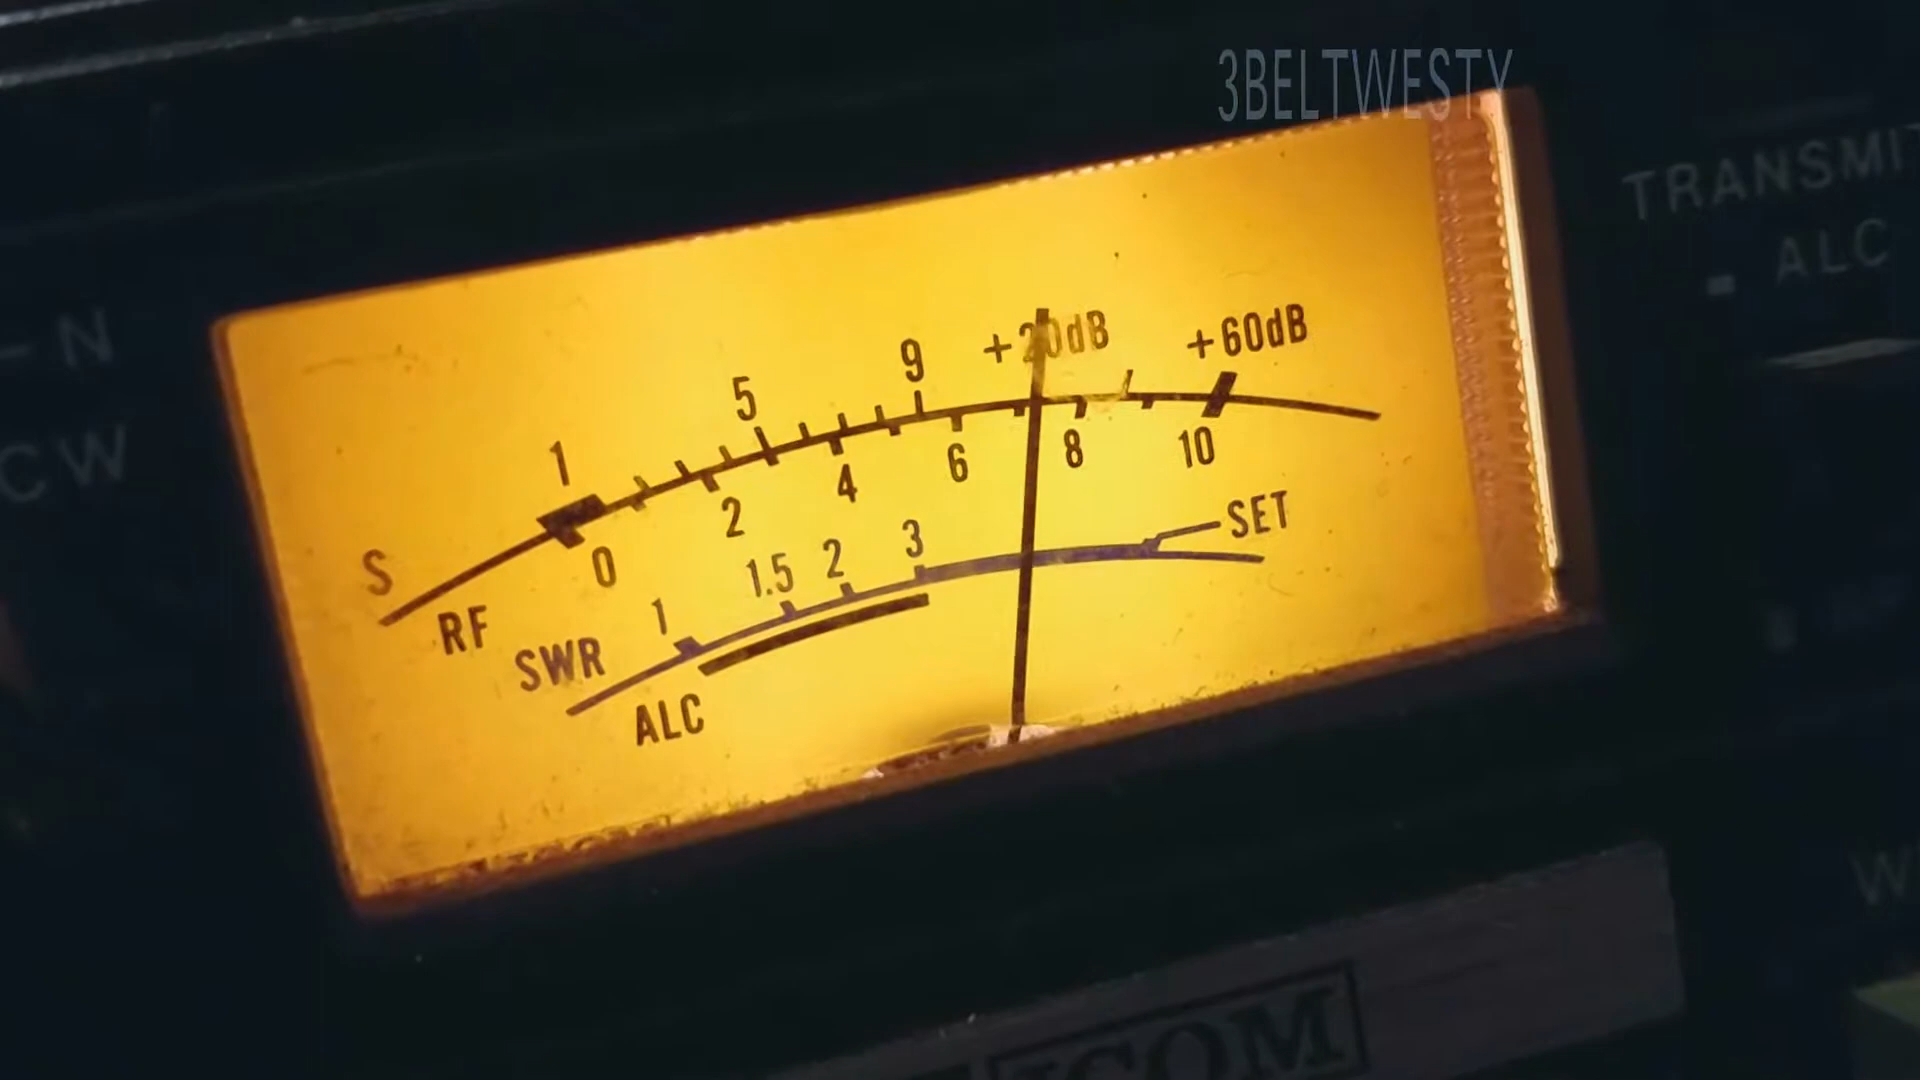 3BELTWESTY
TRANSMIT
ALC
N
CW
1 5 9 +20dB +60dB
S
0 2 4 6 8 10
RF
1 1.5 2 3 SET
SWR
ALC
ICOM